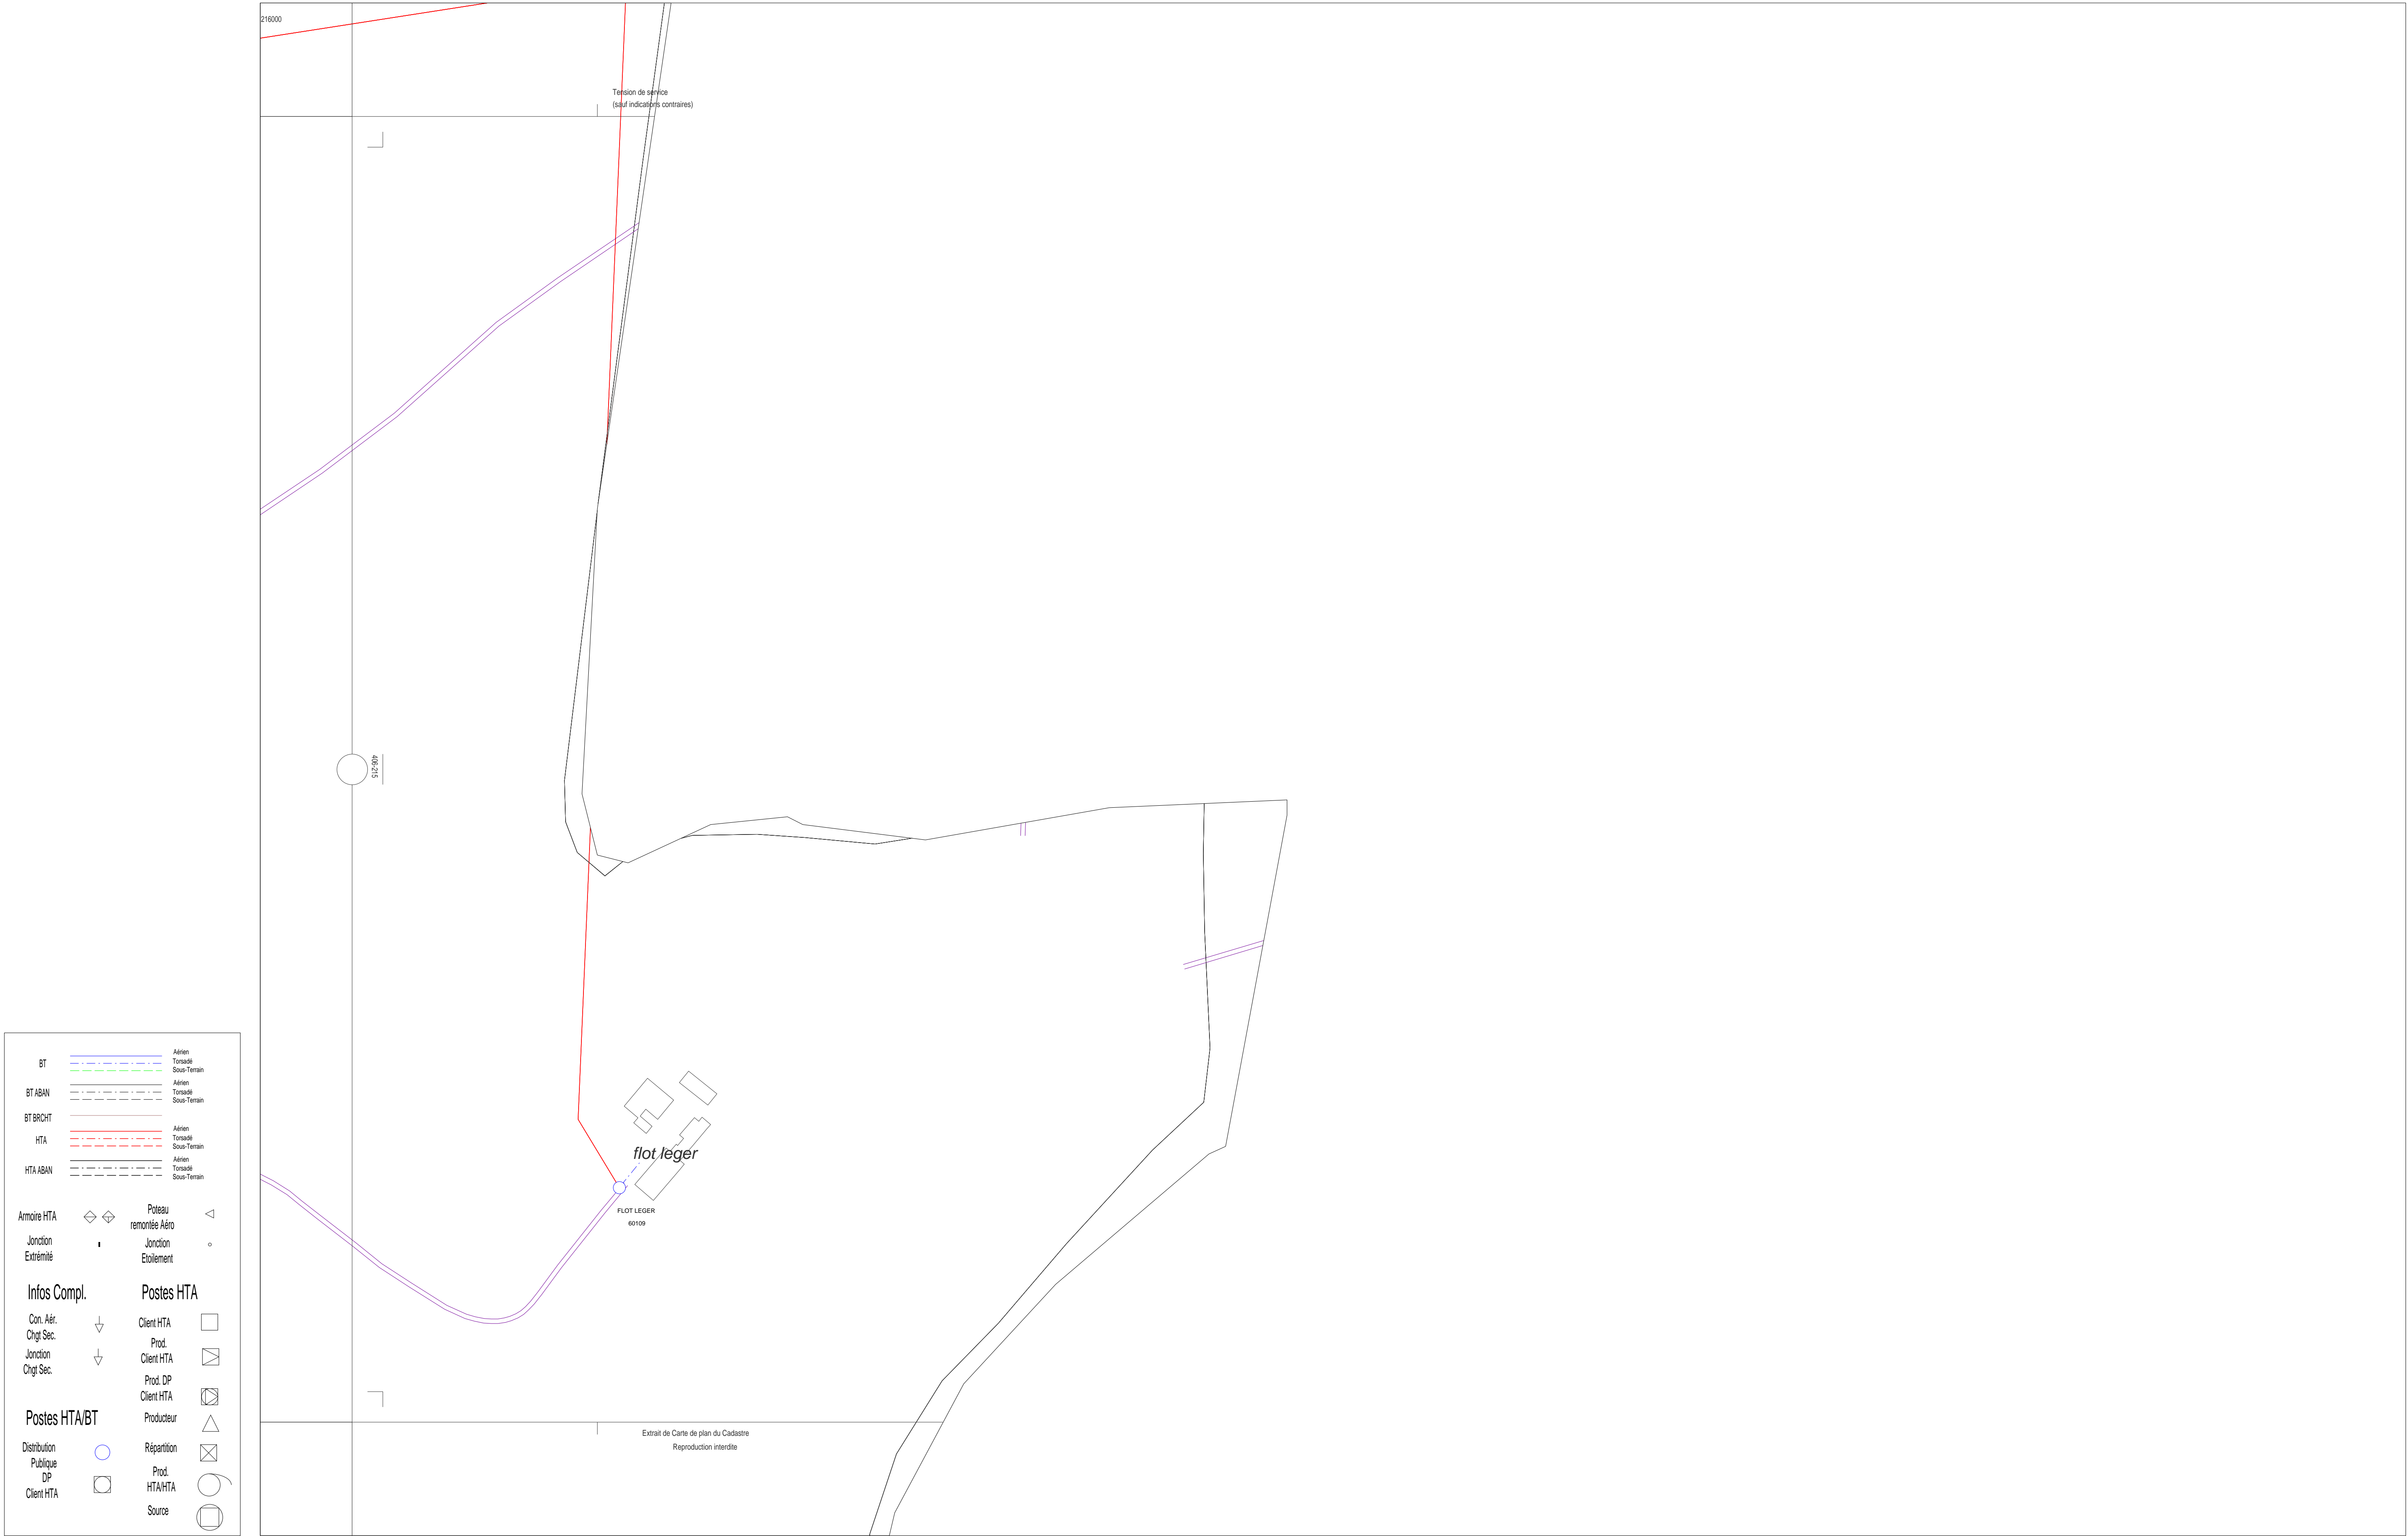 216000
Tension de service
(sauf indications contraires)
406-215
flot leger
FLOT LEGER
60109
Extrait de Carte de plan du Cadastre
Reproduction interdite
BT
Aérien
Torsadé
Sous-Terrain
BT ABAN
Aérien
Torsadé
Sous-Terrain
BT BRCHT
HTA
Aérien
Torsadé
Sous-Terrain
HTA ABAN
Aérien
Torsadé
Sous-Terrain
Armoire HTA
Poteau
remontée Aéro
Jonction
Extrémité
Jonction
Etoilement
Infos Compl.
Con. Aér.
Chgt Sec.
Jonction
Chgt Sec.
Postes HTA
Client HTA
Prod.
Client HTA
Prod. DP
Client HTA
Producteur
Répartition
Prod.
HTA/HTA
Source
Postes HTA/BT
Distribution
Publique
DP
Client HTA